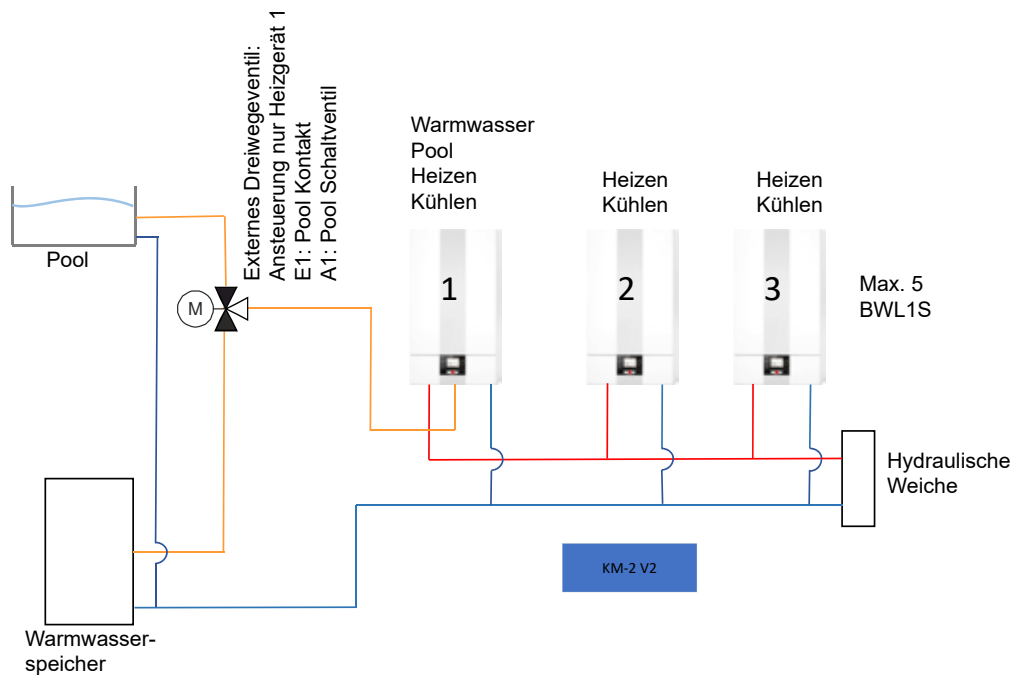 Externes Dreiwegeventil:
Ansteuerung nur Heizgerät 1
E1: Pool Kontakt
A1: Pool Schaltventil
Warmwasser
Pool
Heizen
Kühlen
Heizen
Kühlen
Heizen
Kühlen
Pool
M
1
2
3
Max. 5
BWL1S
Hydraulische
Weiche
KM-2 V2
Warmwasser-
speicher